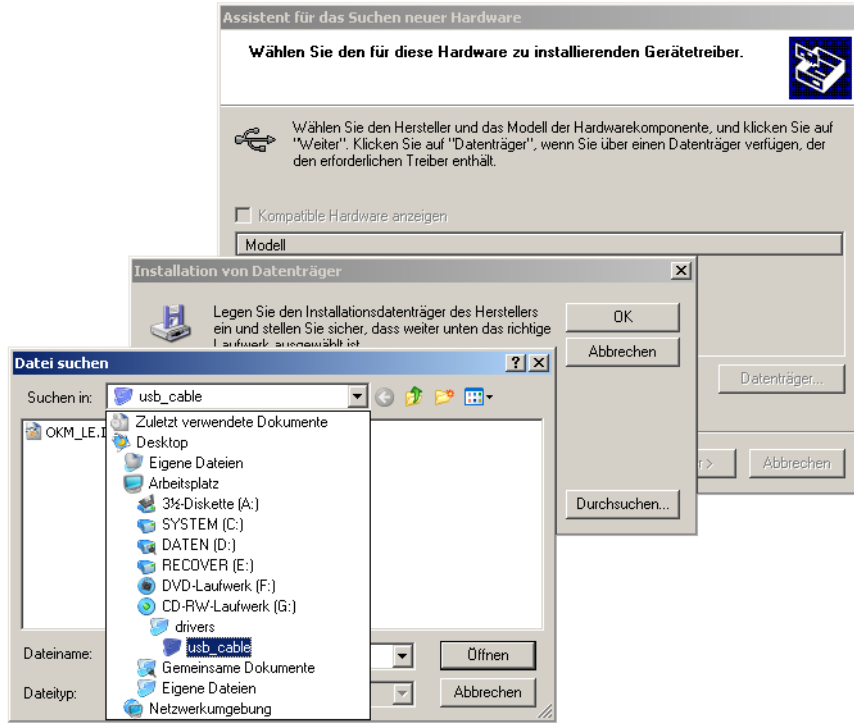 Assistent für das Suchen neuer Hardware
Wählen Sie den für diese Hardware zu installierenden Gerätetreiber.
Wählen Sie den Hersteller und das Modell der Hardwarekomponente, und klicken Sie auf
"Weiter". Klicken Sie auf "Datenträger", wenn Sie über einen Datenträger verfügen, der
den erforderlichen Treiber enthält.
Kompatible Hardware anzeigen
Modell
Datenträger...
Abbrechen
Installation von Datenträger
Legen Sie den Installationsdatenträger des Herstellers
ein und stellen Sie sicher, dass weiter unten das richtige
Laufwerk ausgewählt ist.
OK
Abbrechen
Durchsuchen...
Datei suchen
Suchen in: usb_cable
Zuletzt verwendete Dokumente
Desktop
Eigene Dateien
Arbeitsplatz
3½-Diskette (A:)
SYSTEM (C:)
DATEN (D:)
RECOVER (E:)
DVD-Laufwerk (F:)
CD-RW-Laufwerk (G:)
drivers
usb_cable
Gemeinsame Dokumente
Eigene Dateien
Netzwerkumgebung
Dateiname:
Öffnen
Dateityp:
Abbrechen